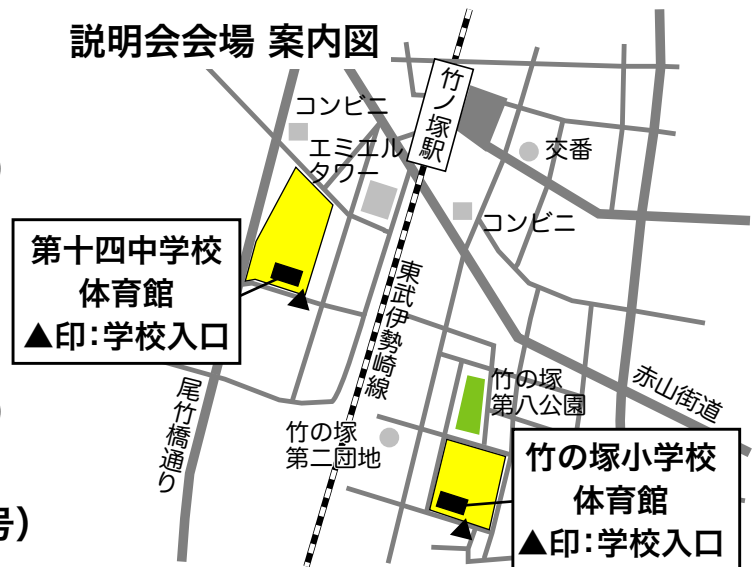 説明会会場 案内図
コンビニ
エミエル
タワー
竹ノ塚駅
交番
コンビニ
第十四中学校
体育館
▲印：学校入口
東武伊勢崎線
尾竹橋通り
竹の塚
第八公園
赤山街道
竹の塚
第二団地
竹の塚小学校
体育館
▲印：学校入口
号）